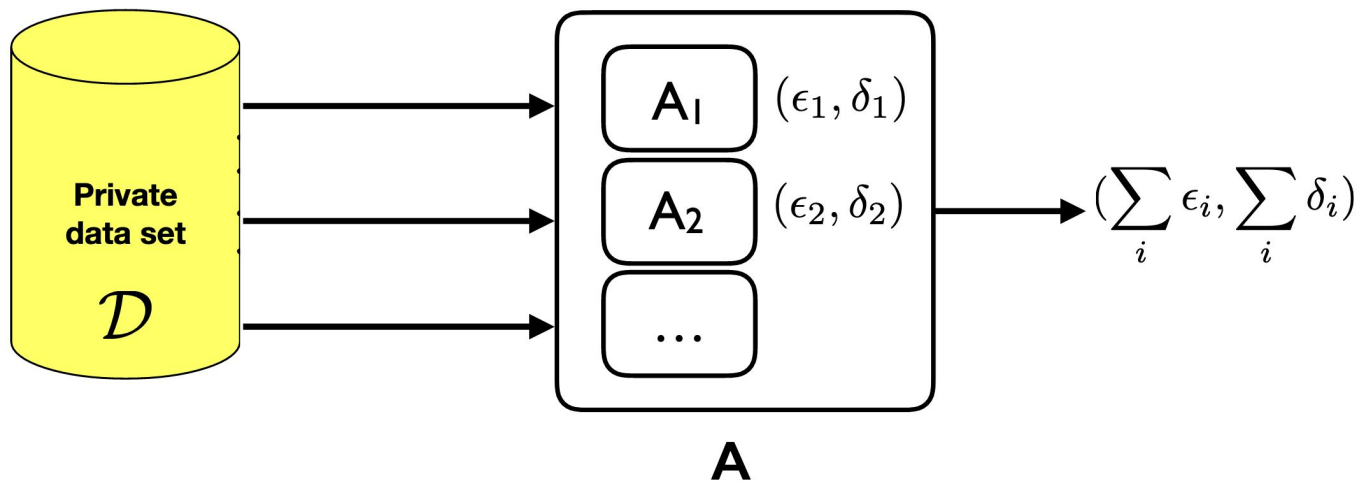 Private
data set
𝒟
A₁ (ϵ₁, δ₁)
A₂ (ϵ₂, δ₂)
...
A
(∑ᵢ ϵᵢ, ∑ᵢ δᵢ)